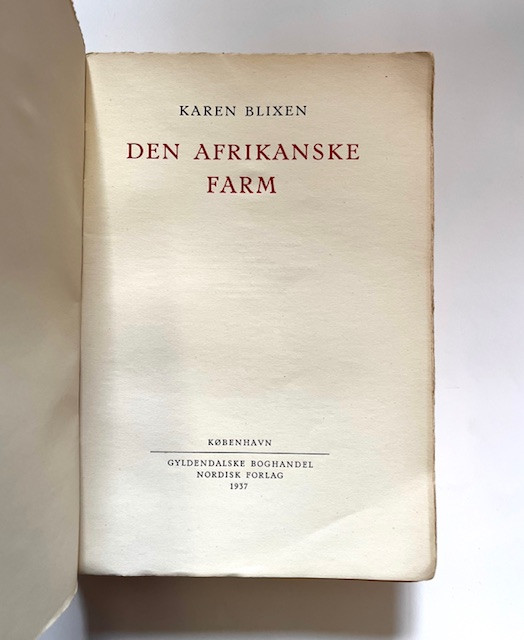 KAREN BLIXEN
DEN AFRIKANSKE
FARM
KØBENHAVN
GYLDENDALSKE BOGHANDEL
NORDISK FORLAG
1937